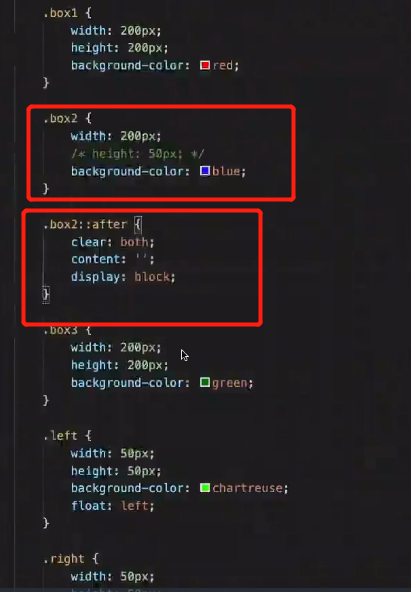 .box1 {
width: 200px;
height: 200px;
background-color: red;
}
.box2 {
width: 200px;
/* height: 50px; */
background-color: blue;
}
.box2::after {
clear: both;
content: '';
display: block;
}
.box3 {
width: 200px;
height: 200px;
background-color: green;
}
.left {
width: 50px;
height: 50px;
background-color: chartreuse;
float: left;
}
.right {
width: 50px;
height: 50px;